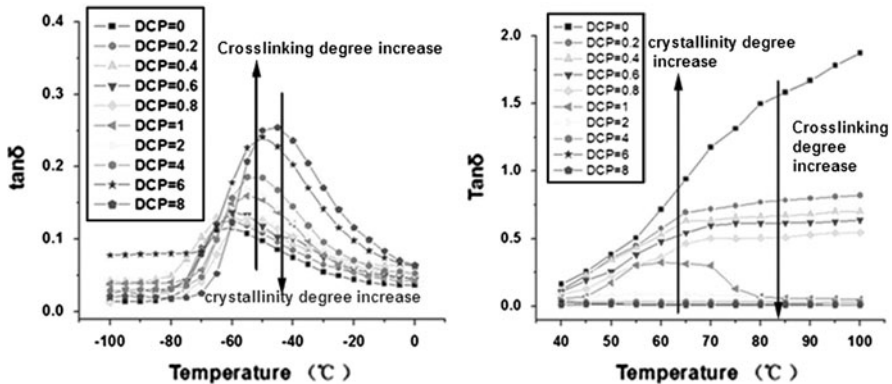 0.4
0.3
0.2
0.1
0.0
tanδ
DCP=0
DCP=0.2
DCP=0.4
DCP=0.6
DCP=0.8
DCP=1
DCP=2
DCP=4
DCP=6
DCP=8
Crosslinking degree increase
crystallinity degree increase
-100
-80
-60
-40
-20
0
Temperature (℃)
2.0
1.5
1.0
0.5
0.0
Tanδ
DCP=0
DCP=0.2
DCP=0.4
DCP=0.6
DCP=0.8
DCP=1
DCP=2
DCP=4
DCP=6
DCP=8
crystallinity degree
increase
Crosslinking
degree
increase
40
50
60
70
80
90
100
Temperature (℃)